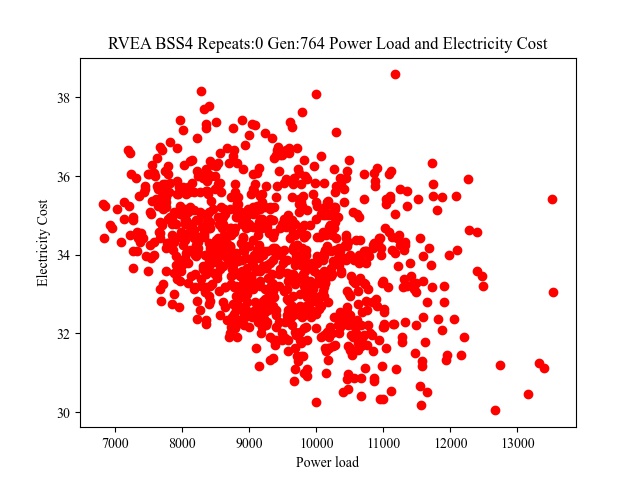 RVEA BSS4 Repeats:0 Gen:764 Power Load and Electricity Cost
38
36
34
32
30
Electricity Cost
7000 8000 9000 10000 11000 12000 13000
Power load